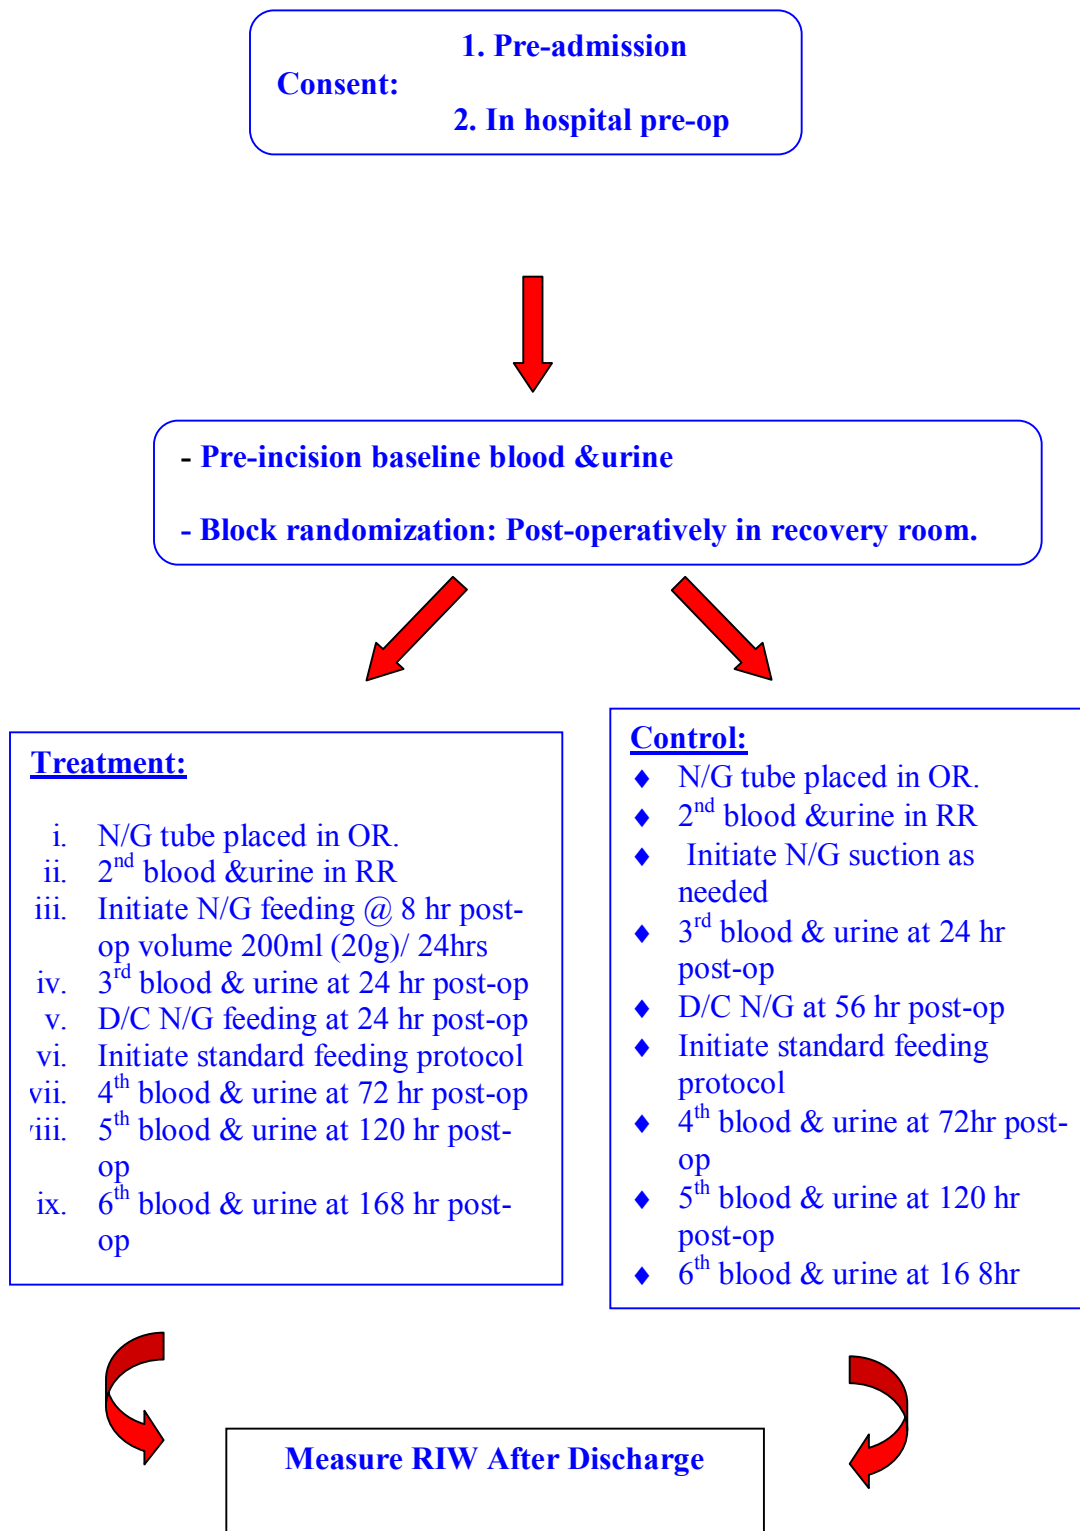 1. Pre-admission
Consent:
2. In hospital pre-op
- Pre-incision baseline blood &urine
- Block randomization: Post-operatively in recovery room.
Treatment:
i. N/G tube placed in OR.
ii. 2nd blood &urine in RR
iii. Initiate N/G feeding @ 8 hr post-
op volume 200ml (20g)/ 24hrs
iv. 3rd blood & urine at 24 hr post-op
v. D/C N/G feeding at 24 hr post-op
vi. Initiate standard feeding protocol
vii. 4th blood & urine at 72 hr post-op
viii. 5th blood & urine at 120 hr post-
op
ix. 6th blood & urine at 168 hr post-
op
Control:
♦ N/G tube placed in OR.
♦ 2nd blood &urine in RR
♦ Initiate N/G suction as
needed
♦ 3rd blood & urine at 24 hr
post-op
♦ D/C N/G at 56 hr post-op
♦ Initiate standard feeding
protocol
♦ 4th blood & urine at 72hr post-
op
♦ 5th blood & urine at 120 hr
post-op
♦ 6th blood & urine at 16 8hr
Measure RIW After Discharge